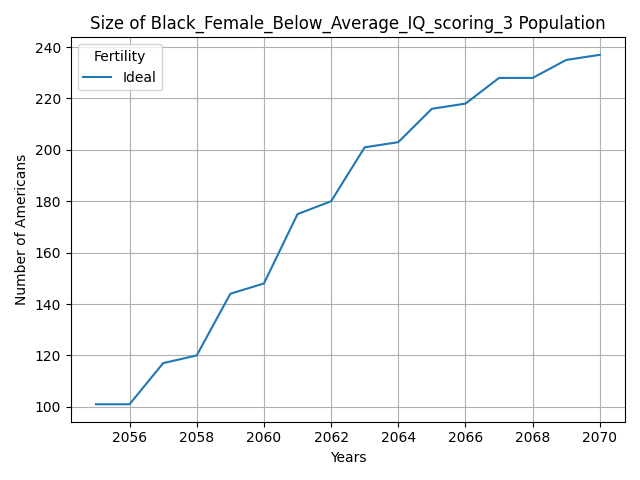 Size of Black_Female_Below_Average_IQ_scoring_3 Population
Fertility
Ideal
Number of Americans
240
220
200
180
160
140
120
100
2056 2058 2060 2062 2064 2066 2068 2070
Years